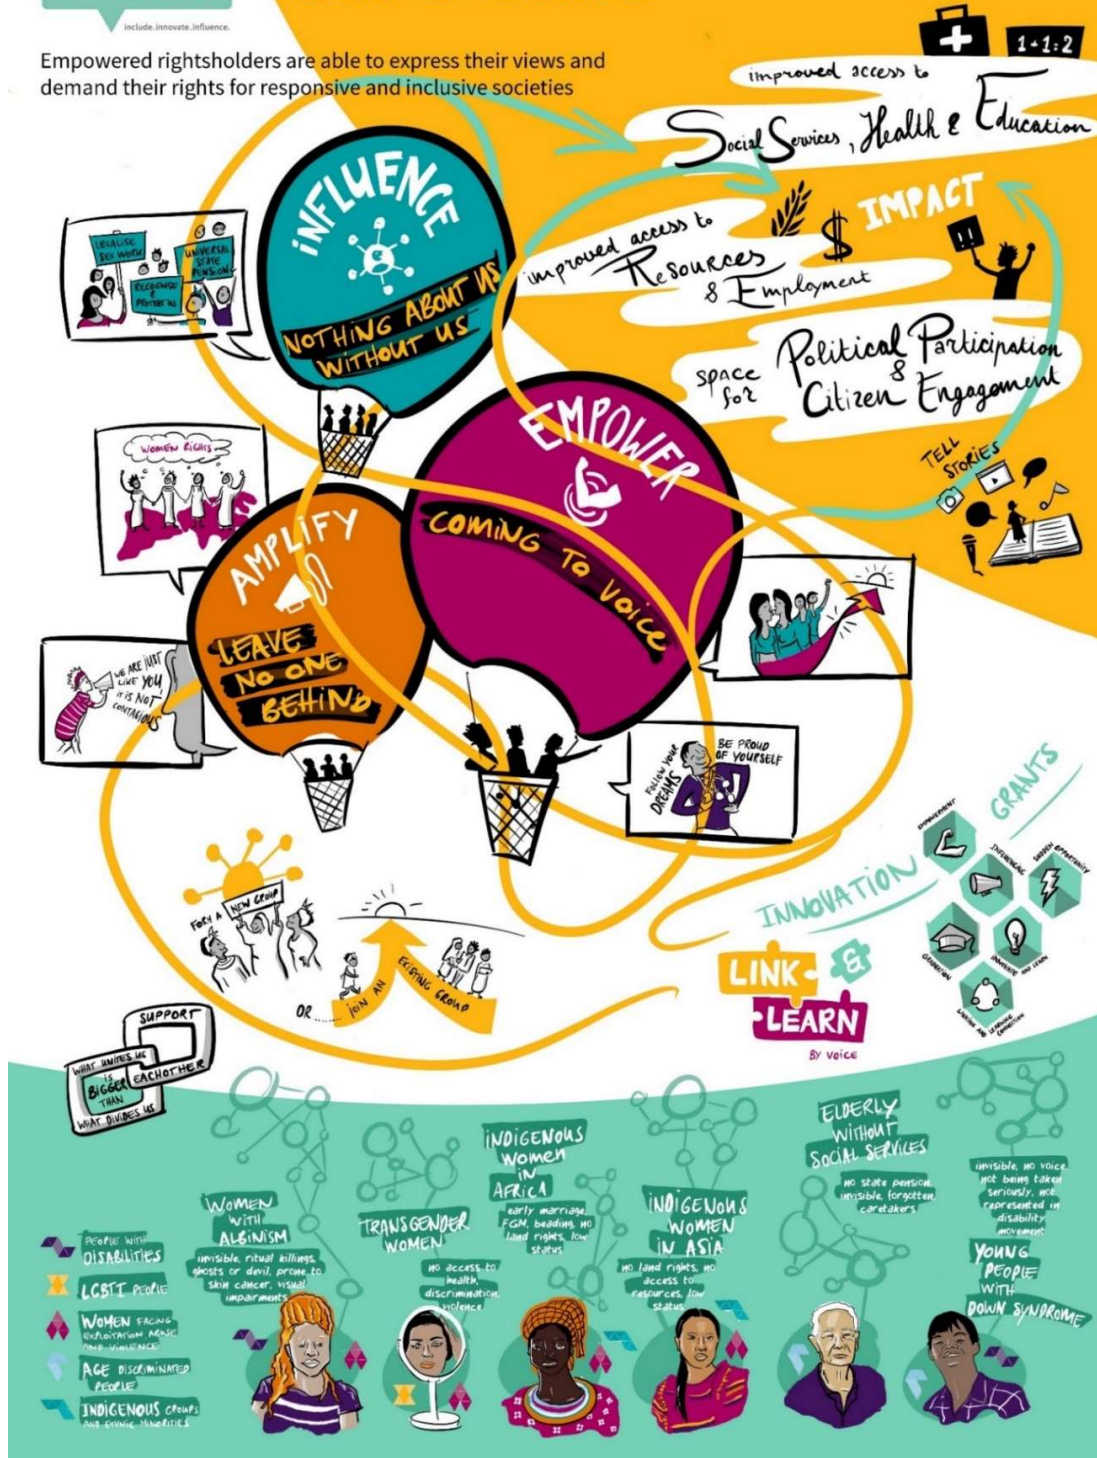 include.innovate.influence.
Empowered rightsholders are able to express their views and
demand their rights for responsive and inclusive societies
1+1=2
improved access to
Social Services, Health & Education
IMPACT
improved access to
Resources
& Employment
!!
$
space
for
Political Participation
&
Citizen Engagement
TELL
STORIES
INFLUENCE
NOTHING ABOUT US
WITHOUT US
LEGALISE
SEX WORK
UNIVERSAL
STATE
PENSION
RECOGNISE
&
PROTECT US
EMPOWER
COMING TO VOICE
WOMEN RIGHTS
AMPLIFY
LEAVE
NO ONE
BEHIND
WE ARE JUST
LIKE YOU
IT IS NOT
CONTAGIOUS
FOLLOW YOUR
DREAMS
BE PROUD
OF YOURSELF
FORM A
NEW GROUP
OR ......
JOIN AN
EXISTING GROUP
INNOVATION
GRANTS
EMPOWERMENT
INFLUENCING
SUDDEN OPPORTUNITY
INNOVATE AND LEARN
LINK &
LEARN
BY VOICE
SUPPORT
EACHOTHER
WHAT UNITES US
IS
BIGGER
THAN
WHAT DIVIDES US
PEOPLE WITH
DISABILITIES
LGBTI PEOPLE
WOMEN FACING
EXPLOITATION ABUSE
AND VIOLENCE
AGE DISCRIMINATED
PEOPLE
INDIGENOUS GROUPS
AND ETHNIC MINORITIES
WOMEN
WITH
ALBINISM
invisible, ritual killings,
ghosts or devil, prone to
skin cancer, visual
impairments
TRANSGENDER
WOMEN
no access to
health,
discrimination,
violence
INDIGENOUS
Women
IN
AFRICA
early marriage,
FGM, beading, no
land rights, low
status
INDIGENOUS
WOMEN
IN ASIA
no land rights, no
access to
resources, low
status
ELDERLY
WITHOUT
SOCIAL SERVICES
no state pension,
invisible, forgotten,
caretakers
invisible, no voice,
not being taken
seriously, not
represented in
disability
movement
YOUNG
PEOPLE
WITH
DOWN SYNDROME